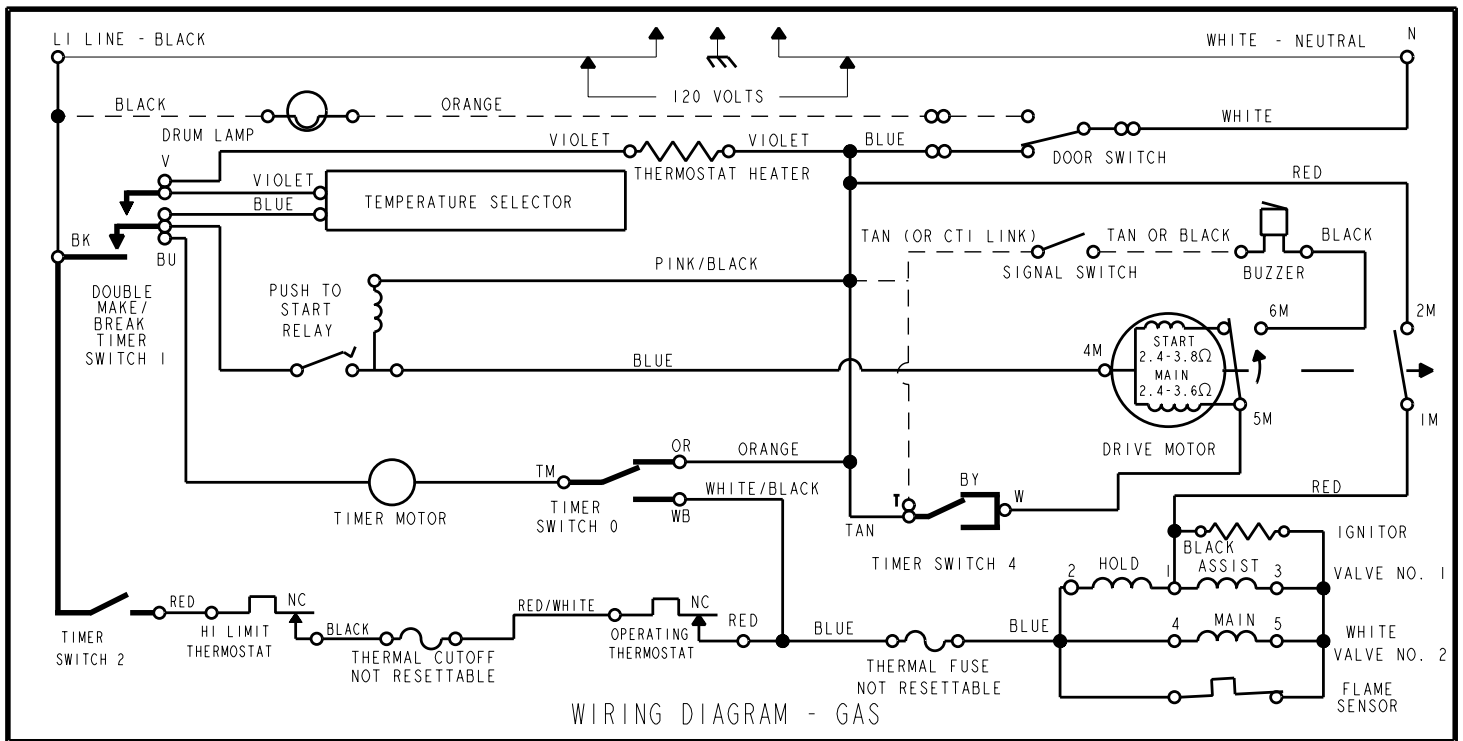 LI LINE - BLACK
WHITE - NEUTRAL
N
120 VOLTS
BLACK
ORANGE
WHITE
DRUM LAMP
VIOLET
VIOLET
BLUE
DOOR SWITCH
V
THERMOSTAT HEATER
RED
VIOLET
BLUE
TEMPERATURE SELECTOR
BK
BU
TAN (OR CTI LINK)
TAN OR BLACK
BLACK
SIGNAL SWITCH
BUZZER
PINK/BLACK
DOUBLE
MAKE/
BREAK
TIMER
SWITCH I
PUSH TO
START
RELAY
6M
2M
START
2.4-3.8Ω
MAIN
2.4-3.6Ω
4M
BLUE
5M
IM
DRIVE MOTOR
OR
ORANGE
TM
WHITE/BLACK
WB
TIMER MOTOR
TIMER
SWITCH 0
BY
W
T
TAN
RED
TIMER SWITCH 4
IGNITOR
BLACK
2
HOLD
I
ASSIST
3
VALVE NO. I
RED
NC
HI LIMIT
THERMOSTAT
RED/WHITE
NC
OPERATING
THERMOSTAT
RED
4
MAIN
5
TIMER
SWITCH 2
BLACK
THERMAL CUTOFF
NOT RESETTABLE
BLUE
BLUE
WHITE
VALVE NO. 2
THERMAL FUSE
NOT RESETTABLE
FLAME
SENSOR
WIRING DIAGRAM - GAS